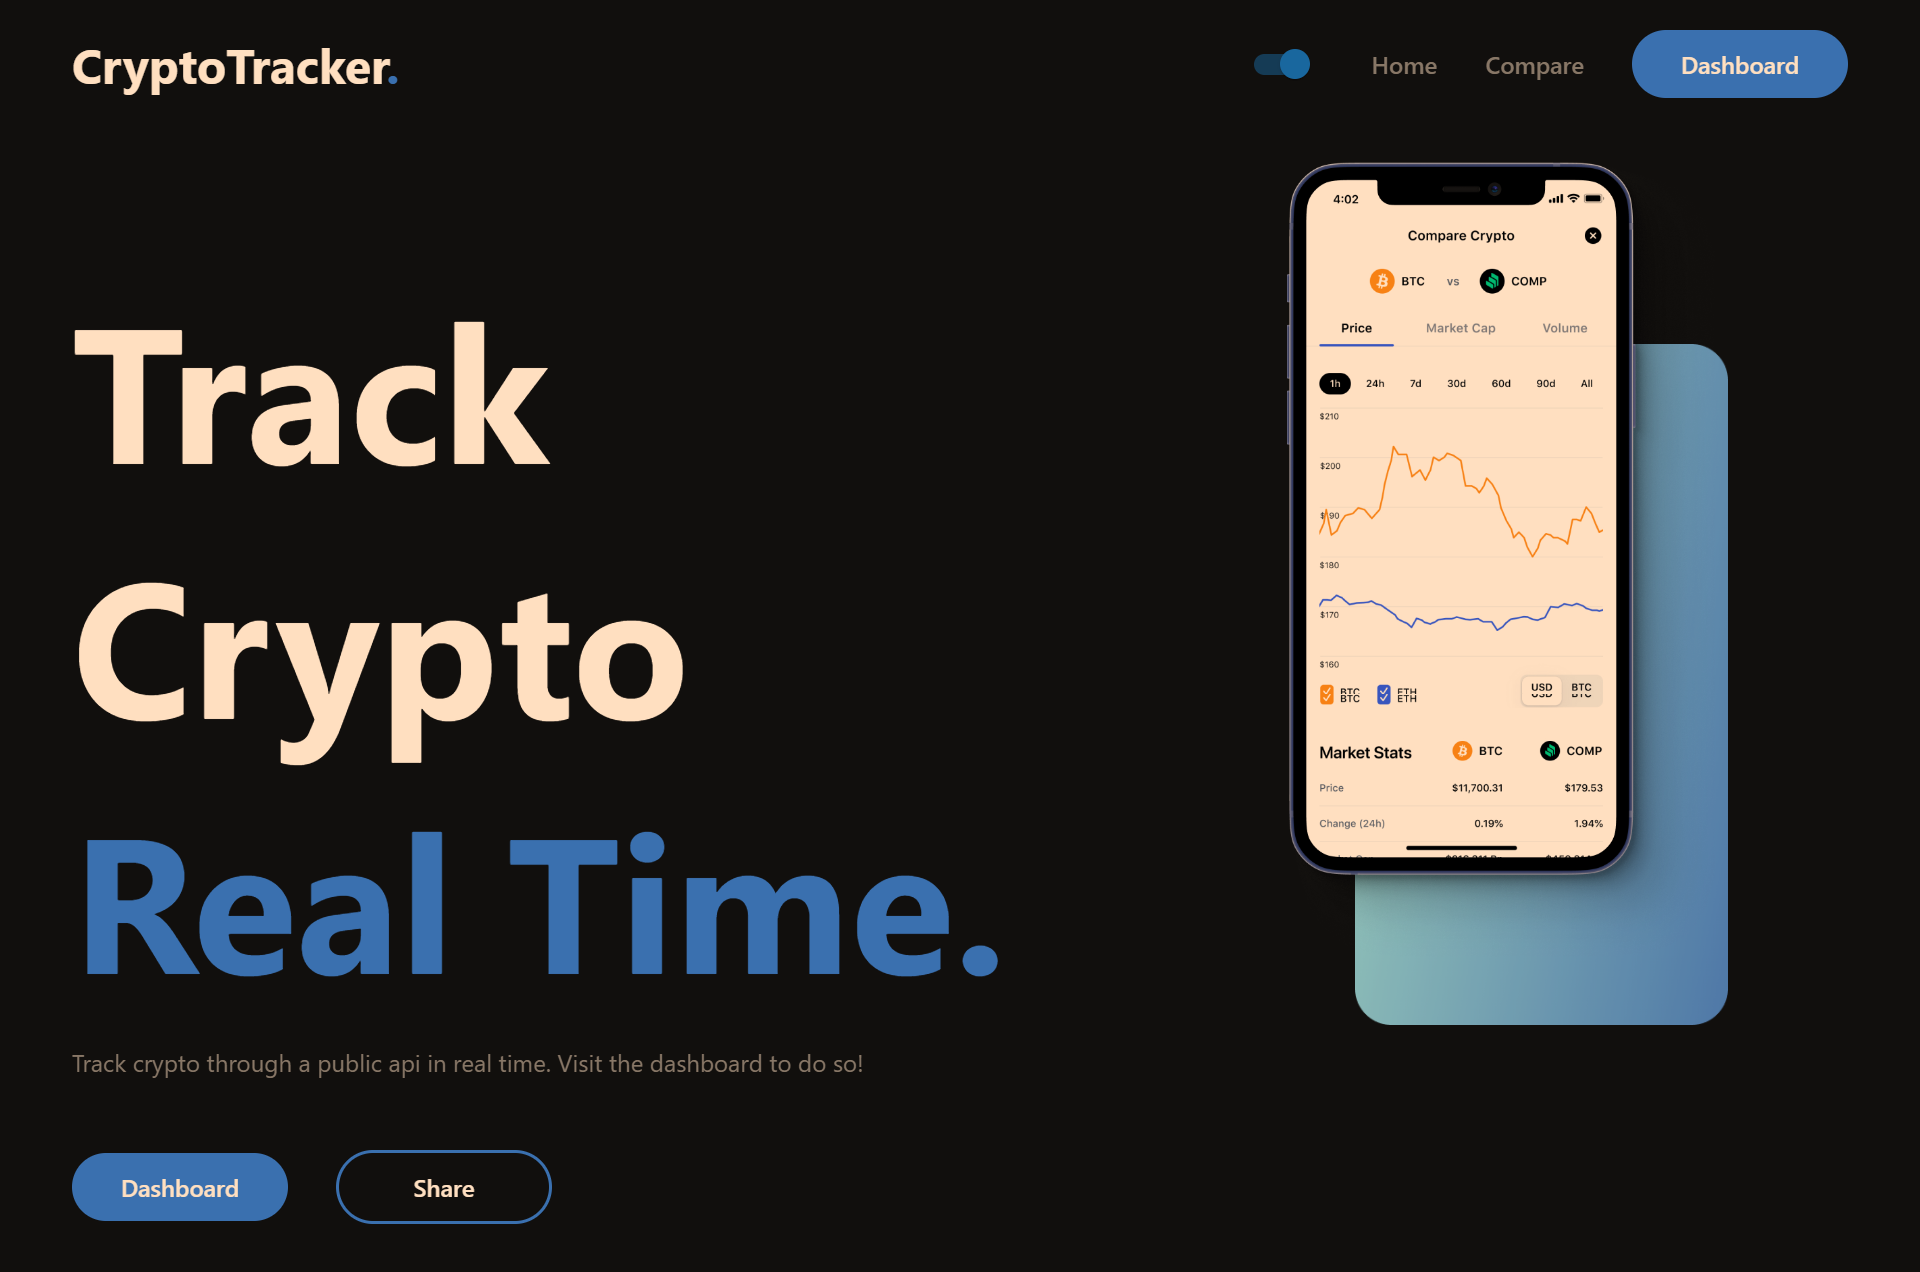 CryptoTracker.
Home Compare Dashboard
Track
Crypto
Real Time.
Track crypto through a public api in real time. Visit the dashboard to do so!
Dashboard Share
4:02
Compare Crypto
BTC vs COMP
Price Market Cap Volume
1h 24h 7d 30d 60d 90d All
$210
$200
$190
$180
$170
$160
BTC ETH USD BTC
Market Stats BTC COMP
Price $11,700.31 $179.53
Change (24h) 0.19% 1.94%